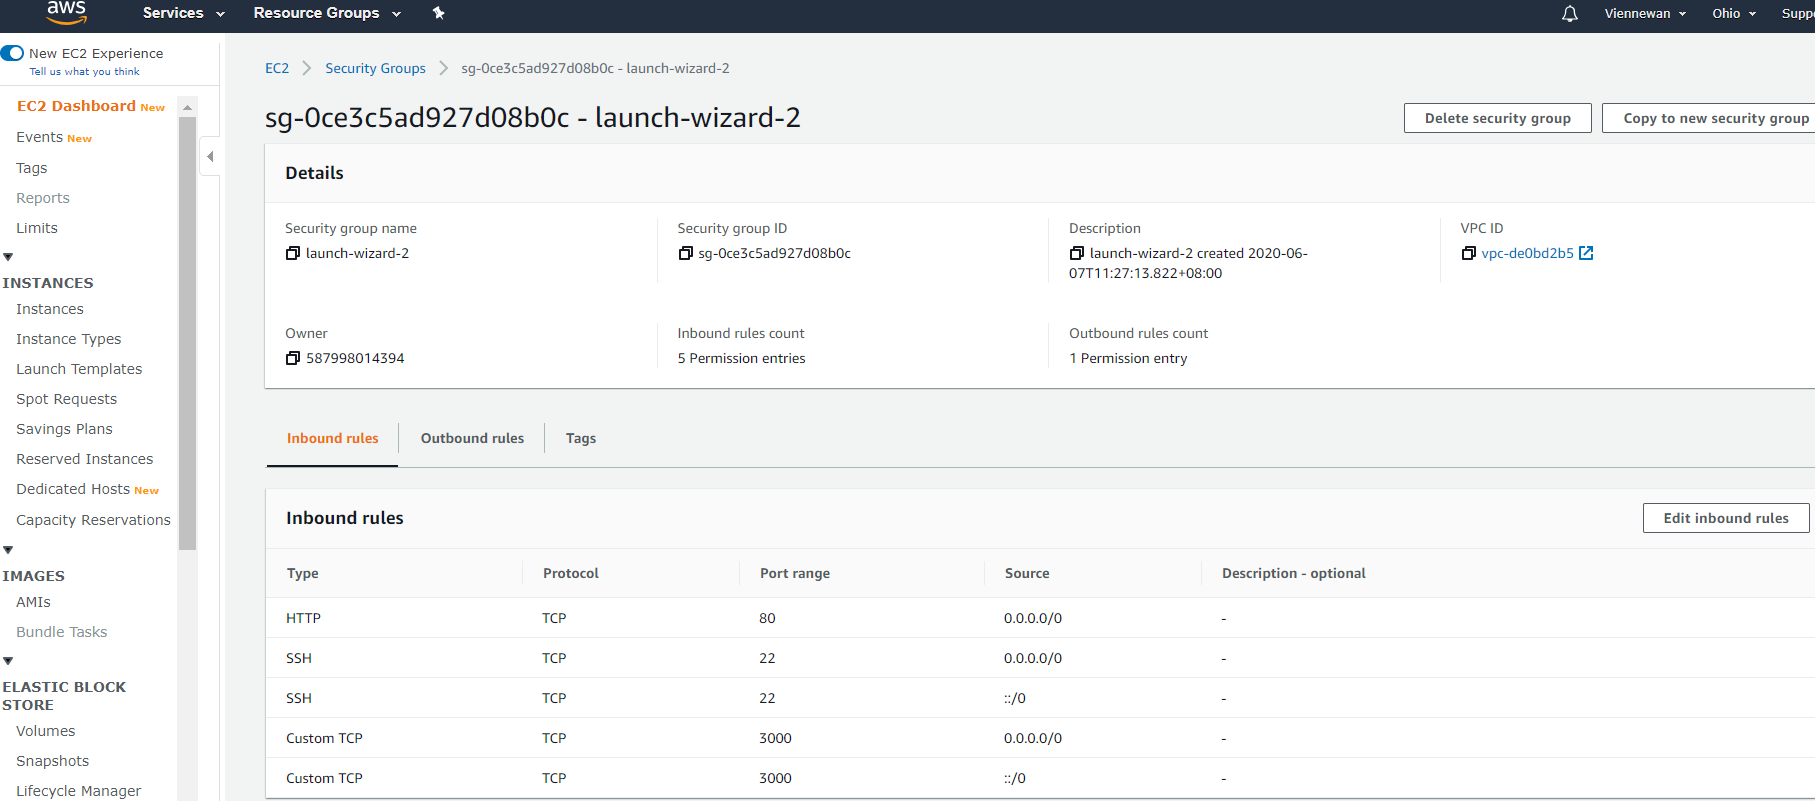 aws
Services
Resource Groups
Viennewan
Ohio
Supp
New EC2 Experience
Tell us what you think
EC2 Dashboard New
Events New
Tags
Reports
Limits
INSTANCES
Instances
Instance Types
Launch Templates
Spot Requests
Savings Plans
Reserved Instances
Dedicated Hosts New
Capacity Reservations
IMAGES
AMIs
Bundle Tasks
ELASTIC BLOCK
STORE
Volumes
Snapshots
Lifecycle Manager
EC2 Security Groups sg-0ce3c5ad927d08b0c - launch-wizard-2
sg-0ce3c5ad927d08b0c - launch-wizard-2
Delete security group
Copy to new security group
Details
Security group name
launch-wizard-2
Security group ID
sg-0ce3c5ad927d08b0c
Description
launch-wizard-2 created 2020-06-
07T11:27:13.822+08:00
VPC ID
vpc-de0bd2b5
Owner
587998014394
Inbound rules count
5 Permission entries
Outbound rules count
1 Permission entry
Inbound rules
Outbound rules
Tags
Inbound rules
Edit inbound rules
Type Protocol Port range Source Description - optional
HTTP TCP 80 0.0.0.0/0 -
SSH TCP 22 0.0.0.0/0 -
SSH TCP 22 ::/0 -
Custom TCP TCP 3000 0.0.0.0/0 -
Custom TCP TCP 3000 ::/0 -